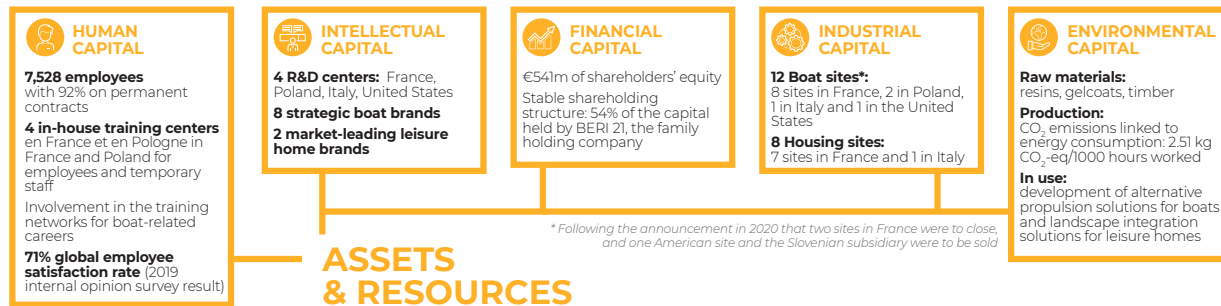 HUMAN
CAPITAL
7,528 employees
with 92% on permanent
contracts
4 in-house training centers
en France et en Pologne in
France and Poland for
employees and temporary
staff
Involvement in the training
networks for boat-related
careers
71% global employee
satisfaction rate (2019
internal opinion survey result)
INTELLECTUAL
CAPITAL
4 R&D centers: France,
Poland, Italy, United States
8 strategic boat brands
2 market-leading leisure
home brands
FINANCIAL
CAPITAL
€541m of shareholders' equity
Stable shareholding
structure: 54% of the capital
held by BERI 21, the family
holding company
INDUSTRIAL
CAPITAL
12 Boat sites*:
8 sites in France, 2 in Poland,
1 in Italy and 1 in the United
States
8 Housing sites:
7 sites in France and 1 in Italy
ENVIRONMENTAL
CAPITAL
Raw materials:
resins, gelcoats, timber
Production:
CO2 emissions linked to
energy consumption: 2.51 kg
CO2-eq/1000 hours worked
In use:
development of alternative
propulsion solutions for boats
and landscape integration
solutions for leisure homes
* Following the announcement in 2020 that two sites in France were to close,
and one American site and the Slovenian subsidiary were to be sold
ASSETS
& RESOURCES